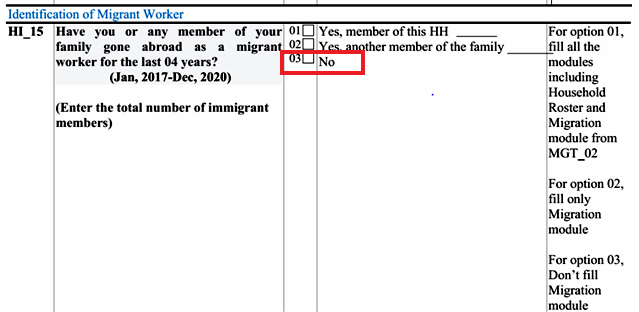 Identification of Migrant Worker
HI_15 Have you or any member of your family gone abroad as a migrant worker for the last 04 years?
(Jan, 2017-Dec, 2020)
(Enter the total number of immigrant members)
01 Yes, member of this HH ______
02 Yes, another member of the family ______
03 No
For option 01,
fill all the
modules
including
Household
Roster and
Migration
module from
MGT_02
For option 02,
fill only
Migration
module
For option 03,
Don't fill
Migration
module